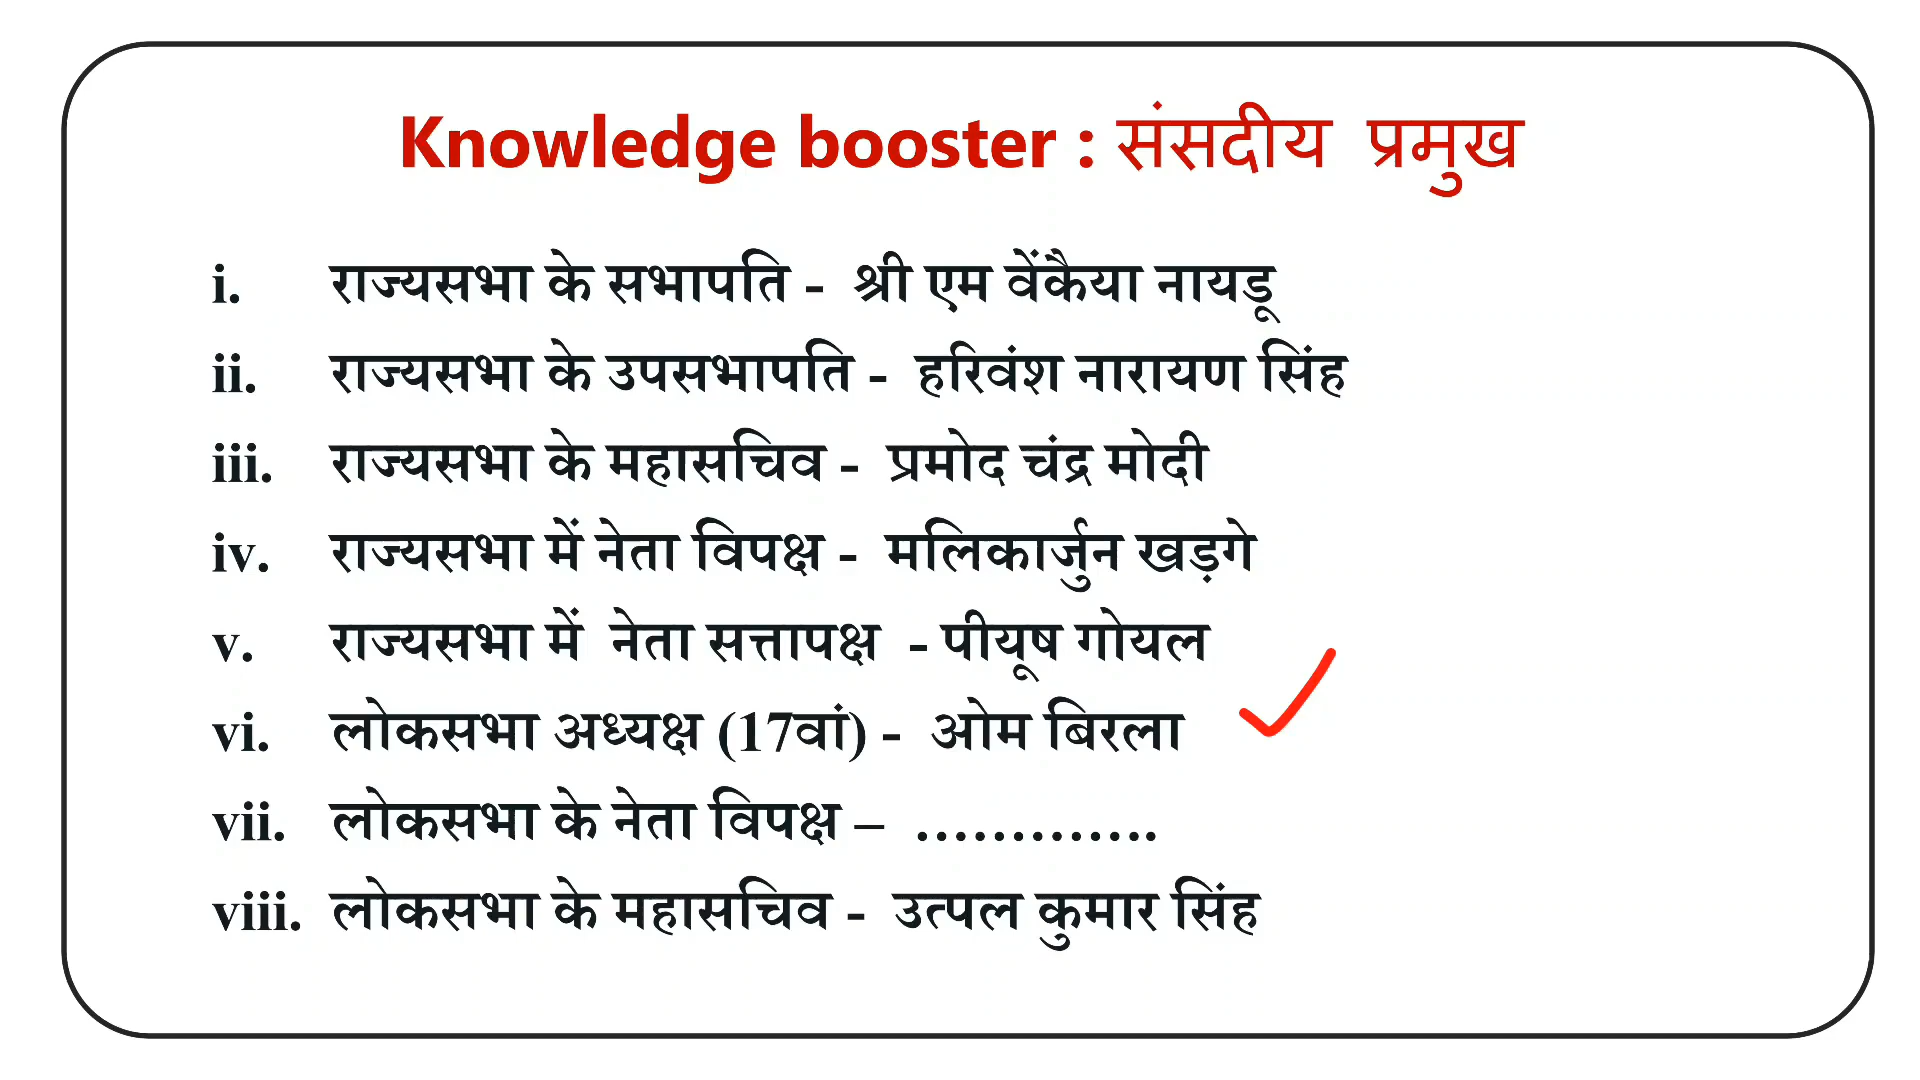 Knowledge booster : संसदीय प्रमुख
i. राज्यसभा के सभापति - श्री एम वेंकैया नायडू
ii. राज्यसभा के उपसभापति - हरिवंश नारायण सिंह
iii. राज्यसभा के महासचिव - प्रमोद चंद्र मोदी
iv. राज्यसभा में नेता विपक्ष - मलिकार्जुन खड़गे
v. राज्यसभा में नेता सत्तापक्ष - पीयूष गोयल
vi. लोकसभा अध्यक्ष (17वां) - ओम बिरला
vii. लोकसभा के नेता विपक्ष – .............
viii. लोकसभा के महासचिव - उत्पल कुमार सिंह